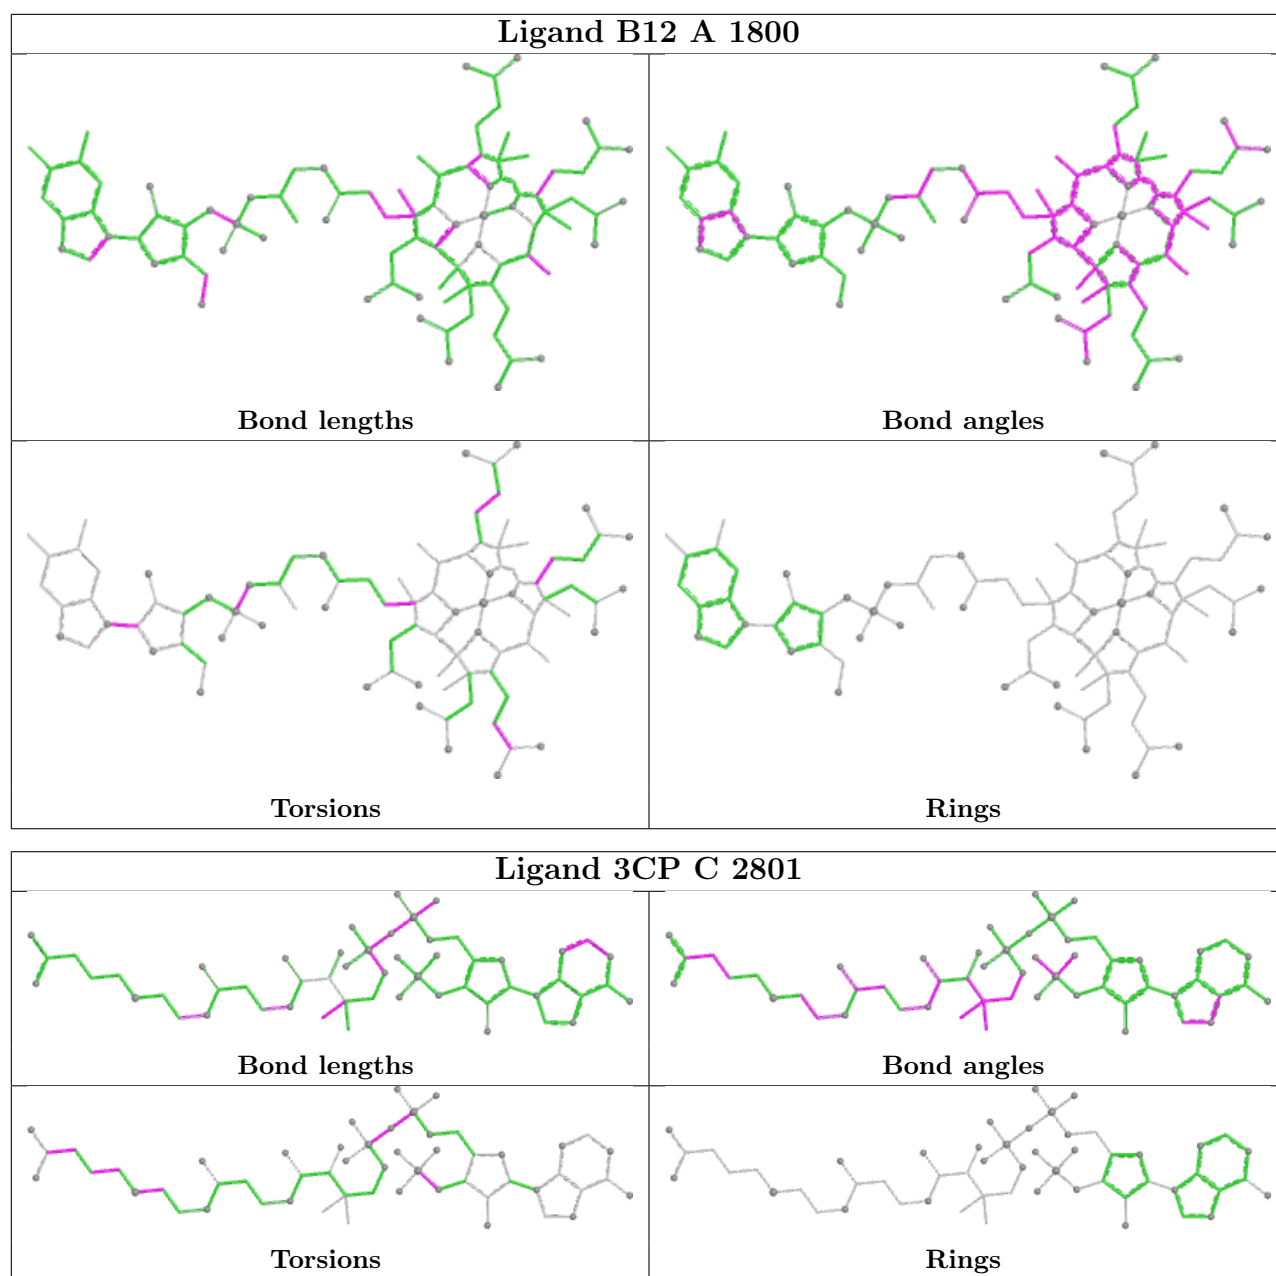 Ligand B12 A 1800
Bond lengths
Bond angles
Torsions
Rings
Ligand 3CP C 2801
Bond lengths
Bond angles
Torsions
Rings